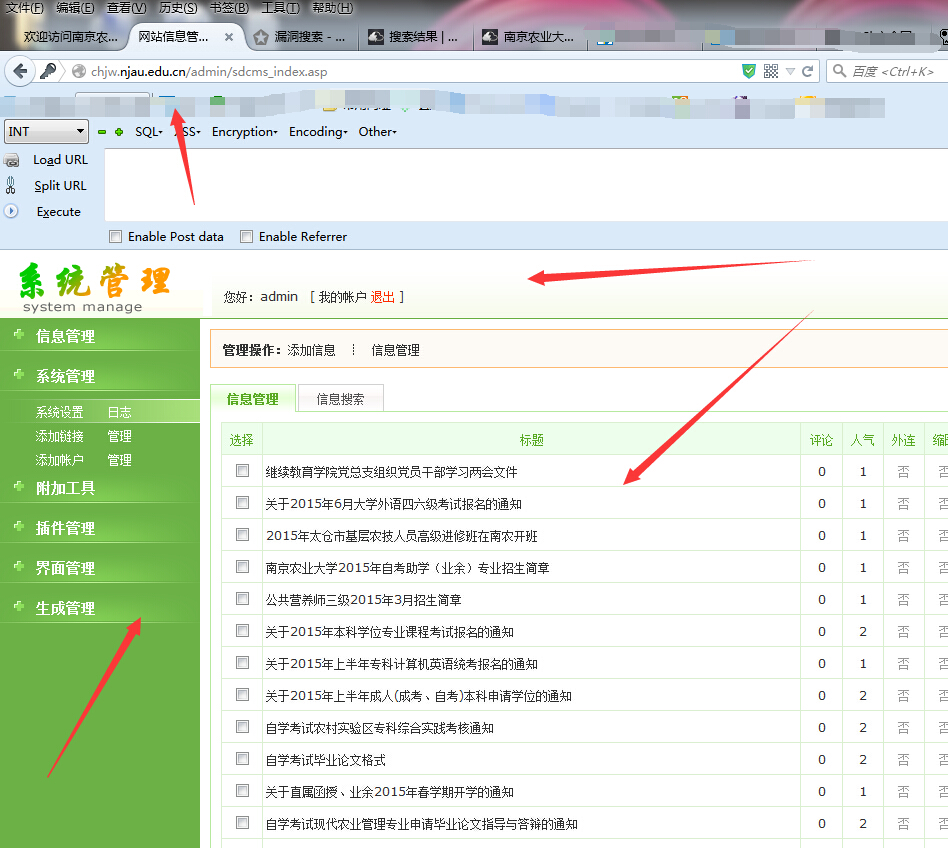 文件(F) 编辑(E) 查看(V) 历史(S) 书签(B) 工具(T) 帮助(H)
欢迎访问南京农... 网站信息管... 漏洞搜索 - ... 搜索结果 | ... 南京农业大...
chjw.njau.edu.cn/admin/sdcms_index.asp 百度 <Ctrl+K>
INT SQL- XSS- Encryption- Encoding- Other-
Load URL
Split URL
Execute
Enable Post data Enable Referrer
系统管理
system manage
您好：admin [ 我的帐户 退出 ]
信息管理
系统管理
系统设置 日志
添加链接 管理
添加帐户 管理
附加工具
插件管理
界面管理
生成管理
管理操作：添加信息 ┊ 信息管理
信息管理 信息搜索
选择 标题 评论 人气 外连
继续教育学院党总支组织党员干部学习两会文件 0 1 否 否
关于2015年6月大学外语四六级考试报名的通知 0 1 否 否
2015年太仓市基层农技人员高级进修班在南农开班 0 1 否 否
南京农业大学2015年自考助学（业余）专业招生简章 0 1 否 否
公共营养师三级2015年3月招生简章 0 1 否 否
关于2015年本科学位专业课程考试报名的通知 0 2 否 否
关于2015年上半年专科计算机英语统考报名的通知 0 1 否 否
关于2015年上半年成人(成考、自考)本科申请学位的通知 0 2 否 否
自学考试农村实验区专科综合实践考核通知 0 2 否 否
自学考试毕业论文格式 0 2 否 否
关于直属函授、业余2015年春学期开学的通知 0 1 否 否
自学考试现代农业管理专业申请毕业论文指导与答辩的通知 0 2 否 否